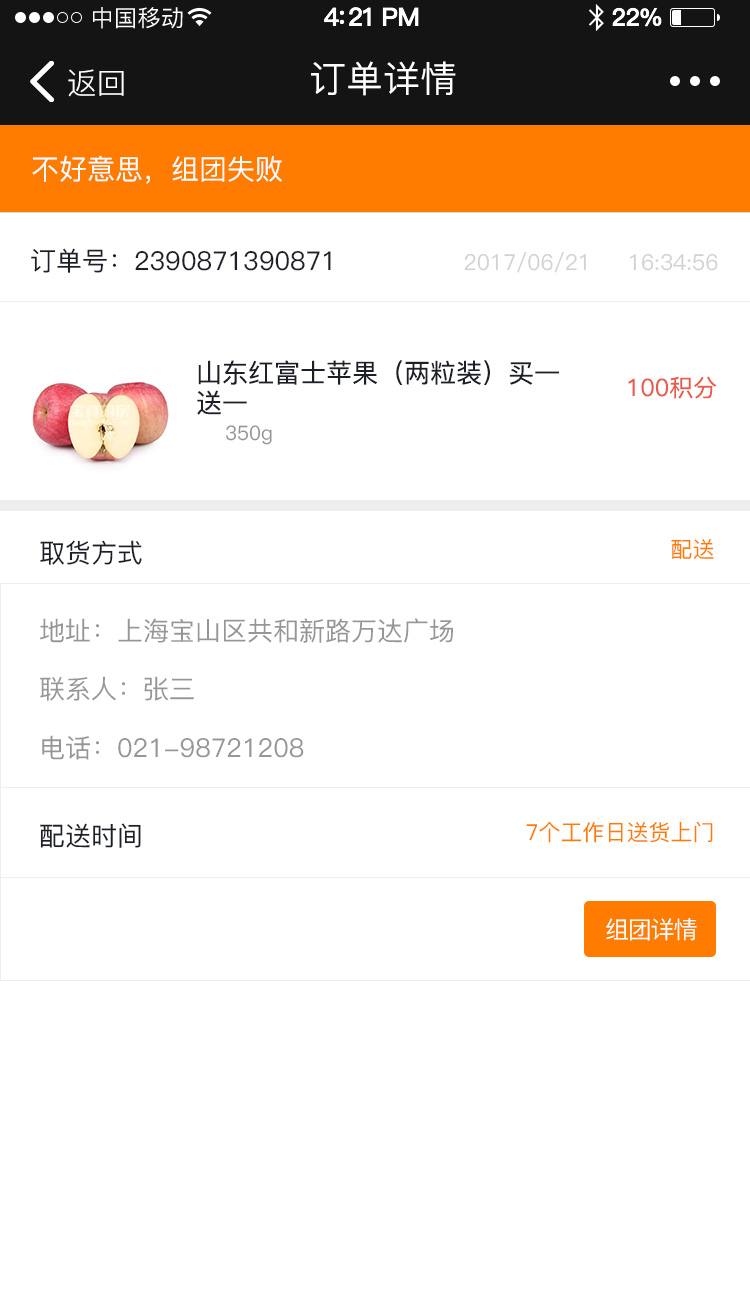 中国移动 4:21 PM 22%
返回 订单详情
不好意思，组团失败
订单号：2390871390871 2017/06/21 16:34:56
山东红富士苹果（两粒装）买一
送一
100积分
350g
取货方式 配送
地址：上海宝山区共和新路万达广场
联系人：张三
电话：021-98721208
配送时间 7个工作日送货上门
组团详情